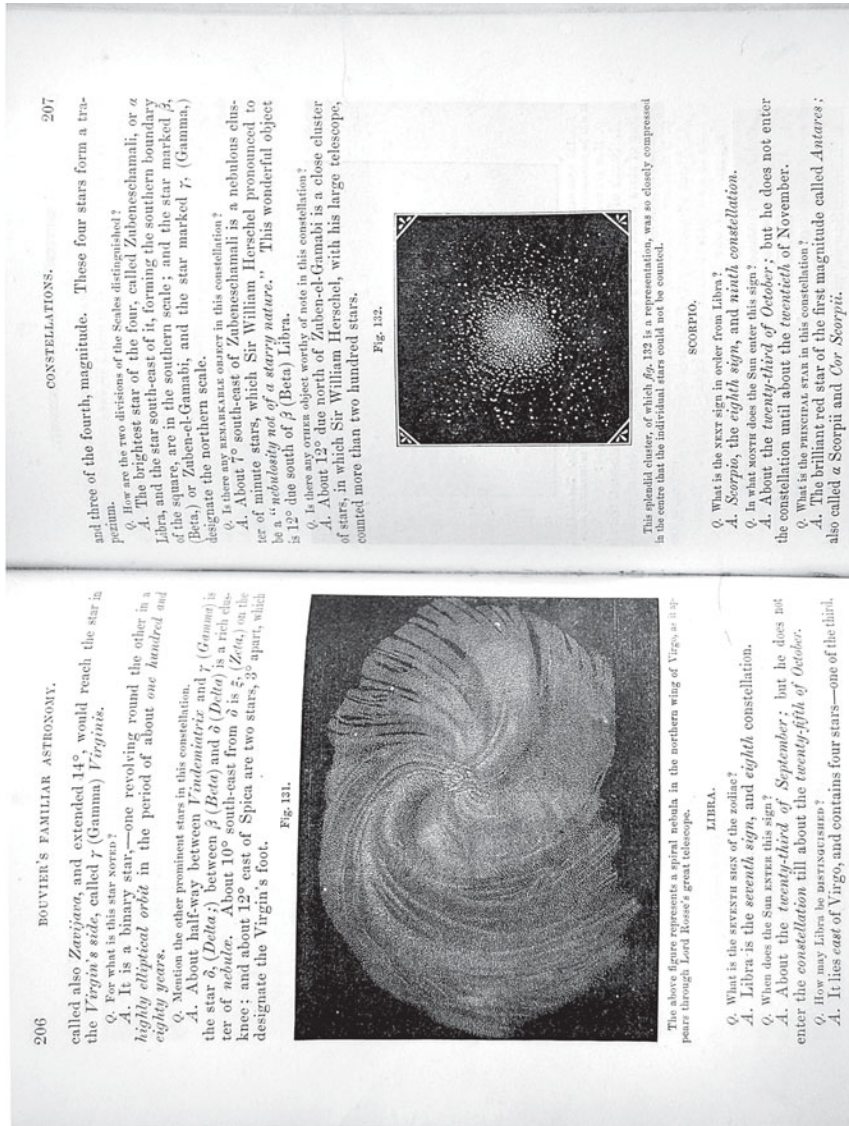 206
BOUVIER'S FAMILIAR ASTRONOMY.
called also Zavijava, and extended 14°, would reach the star in
the Virgin's side, called γ (Gamma) Virginis.
Q. For what is this star NOTED?
A. It is a binary star,—one revolving round the other in a
highly elliptical orbit in the period of about one hundred and
eighty years.
Q. Mention the other prominent stars in this constellation.
A. About half-way between Vindemiatrix and γ (Gamma) is
the star δ, (Delta;) between β (Beta) and δ (Delta) is a rich clus-
ter of nebulæ. About 10° south-east from δ is ξ, (Zeta,) on the
knee; and about 12° east of Spica are two stars, 3° apart, which
designate the Virgin's foot.
Fig. 131.
The above figure represents a spiral nebula in the northern wing of Virgo, as it ap-
pears through Lord Rosse's great telescope.
LIBRA.
Q. What is the SEVENTH SIGN of the zodiac?
A. Libra is the seventh sign, and eighth constellation.
Q. When does the Sun ENTER this sign?
A. About the twenty-third of September; but he does not
enter the constellation till about the twenty-fifth of October.
Q. How may Libra be DISTINGUISHED?
A. It lies east of Virgo, and contains four stars—one of the third,
CONSTELLATIONS.
207
and three of the fourth, magnitude. These four stars form a tra-
pezium.
Q. How are the two divisions of the Scales distinguished?
A. The brightest star of the four, called Zubeneschamali, or α
Libra, and the star south-east of it, forming the southern boundary
of the square, are in the southern scale; and the star marked β,
(Beta,) or Zuben-el-Gamabi, and the star marked γ, (Gamma,)
designate the northern scale.
Q. Is there any REMARKABLE OBJECT in this constellation?
A. About 7° south-east of Zubeneschamali is a nebulous clus-
ter of minute stars, which Sir William Herschel pronounced to
be a "nebulosity not of a starry nature." This wonderful object
is 12° due south of β (Beta) Libra.
Q. Is there any OTHER object worthy of note in this constellation?
A. About 12° due north of Zuben-el-Gamabi is a close cluster
of stars, in which Sir William Herschel, with his large telescope,
counted more than two hundred stars.
Fig. 132.
This splendid cluster, of which fig. 132 is a representation, was so closely compressed
in the centre that the individual stars could not be counted.
SCORPIO.
Q. What is the NEXT sign in order from Libra?
A. Scorpio, the eighth sign, and ninth constellation.
Q. In what MONTH does the Sun enter this sign?
A. About the twenty-third of October; but he does not enter
the constellation until about the twentieth of November.
Q. What is the PRINCIPAL STAR in this constellation?
A. The brilliant red star of the first magnitude called Antares;
also called α Scorpii and Cor Scorpii.